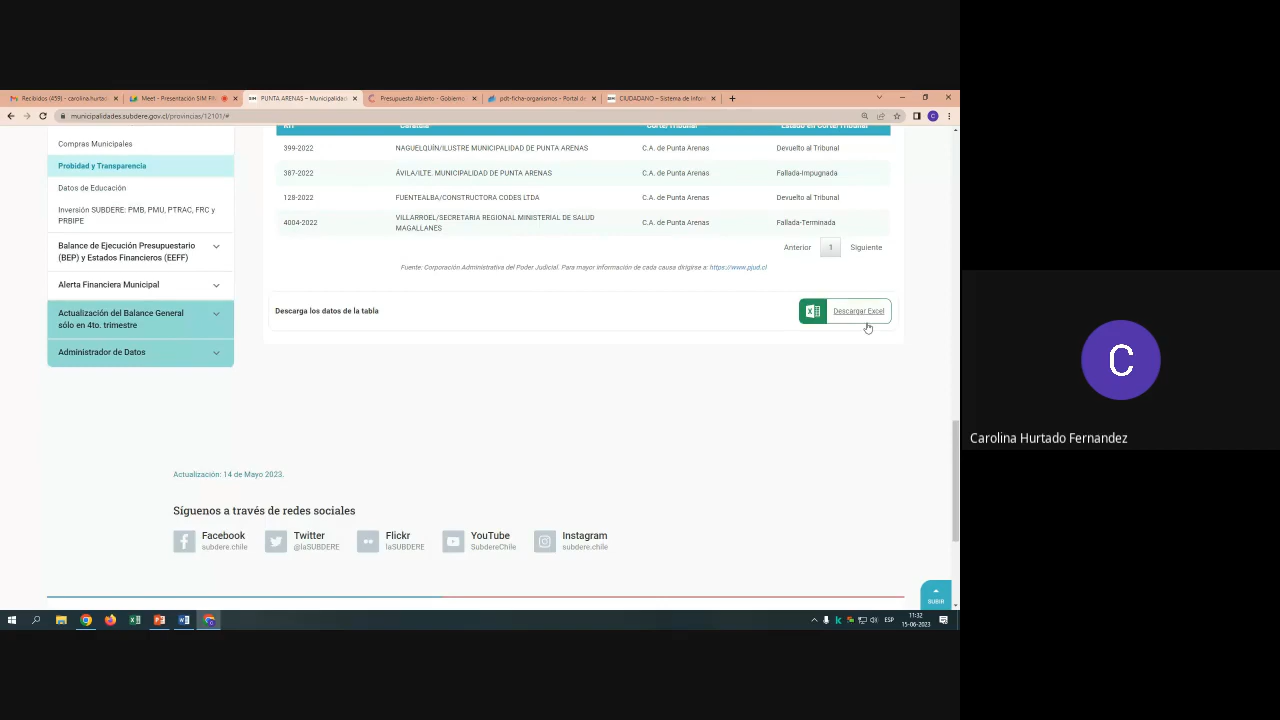 Recibidos (459) - carolina.hurtad
Meet - Presentación SIM FIN
PUNTA ARENAS – Municipalidad
Presupuesto Abierto - Gobierno
pdt-ficha-organismos - Portal de
CIUDADANO – Sistema de Inform
municipalidades.subdere.gov.cl/provincias/12101/#
Compras Municipales
Probidad y Transparencia
Datos de Educación
Inversión SUBDERE: PMB, PMU, PTRAC, FRC y
PRBIPE
Balance de Ejecución Presupuestario
(BEP) y Estados Financieros (EEFF)
Alerta Financiera Municipal
Actualización del Balance General
sólo en 4to. trimestre
Administrador de Datos
399-2022 NAGUELQUÍN/ILUSTRE MUNICIPALIDAD DE PUNTA ARENAS C.A. de Punta Arenas Devuelto al Tribunal
387-2022 ÁVILA/ILTE. MUNICIPALIDAD DE PUNTA ARENAS C.A. de Punta Arenas Fallada-Impugnada
128-2022 FUENTEALBA/CONSTRUCTORA CODES LTDA C.A. de Punta Arenas Devuelto al Tribunal
4004-2022 VILLARROEL/SECRETARIA REGIONAL MINISTERIAL DE SALUD MAGALLANES C.A. de Punta Arenas Fallada-Terminada
Anterior 1 Siguiente
Fuente: Corporación Administrativa del Poder Judicial. Para mayor información de cada causa dirigirse a: https://www.pjud.cl
Descarga los datos de la tabla
Descargar Excel
Actualización: 14 de Mayo 2023.
Síguenos a través de redes sociales
Facebook
subdere.chile
Twitter
@laSUBDERE
Flickr
laSUBDERE
YouTube
SubdereChile
Instagram
subdere.chile
SUBIR
ESP
11:32
15-06-2023
C
Carolina Hurtado Fernandez